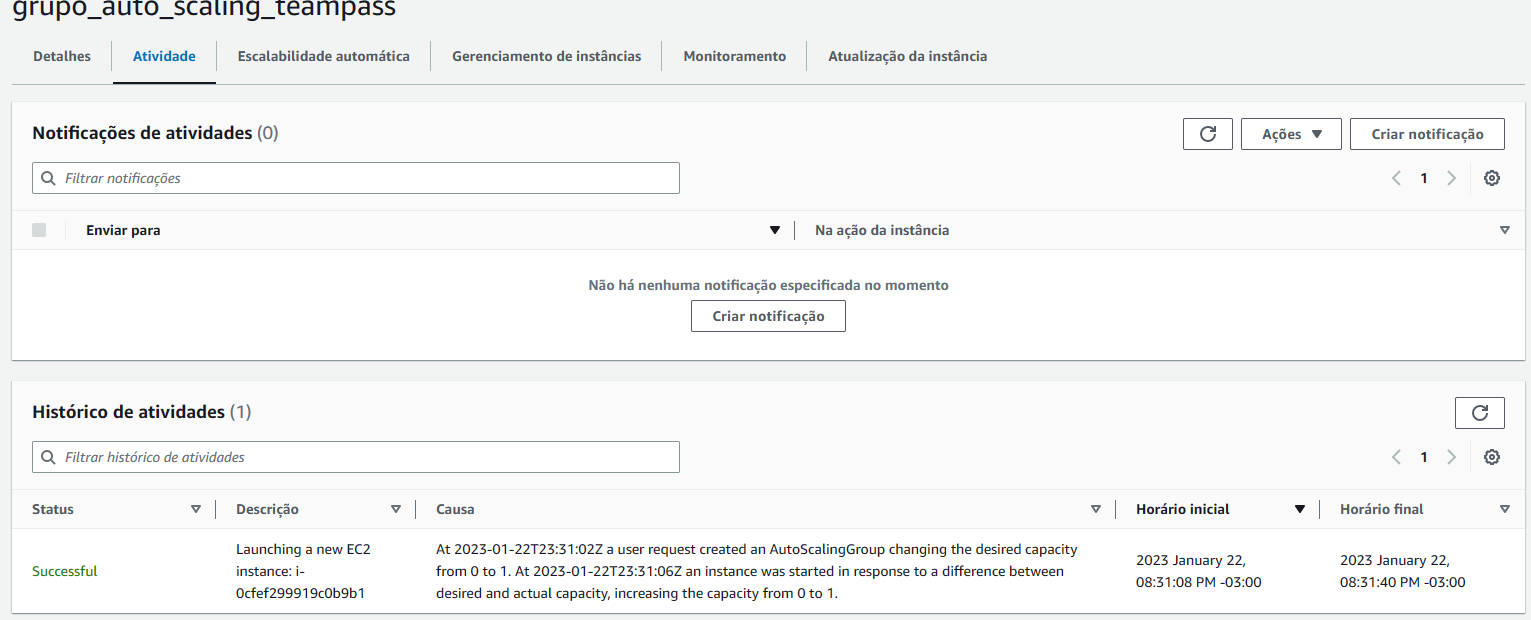 grupo_auto_scaling_teampass
Detalhes
Atividade
Escalabilidade automática
Gerenciamento de instâncias
Monitoramento
Atualização da instância
Notificações de atividades (0)
Ações
Criar notificação
Filtrar notificações
1
Enviar para
Na ação da instância
Não há nenhuma notificação especificada no momento
Criar notificação
Histórico de atividades (1)
Filtrar histórico de atividades
1
Status
Descrição
Causa
Horário inicial
Horário final
Successful
Launching a new EC2
instance: i-
0cfef299919c0b9b1
At 2023-01-22T23:31:02Z a user request created an AutoScalingGroup changing the desired capacity
from 0 to 1. At 2023-01-22T23:31:06Z an instance was started in response to a difference between
desired and actual capacity, increasing the capacity from 0 to 1.
2023 January 22,
08:31:08 PM -03:00
2023 January 22,
08:31:40 PM -03:00